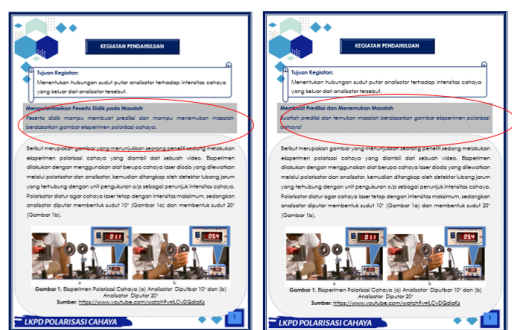 KEGIATAN PENDAHULUAN
Tujuan Kegiatan:
Menentukan hubungan sudut putar analisator terhadap intensitas cahaya
yang keluar dari analisator tersebut.
Mengorientasikan Peserta Didik pada Masalah
Peserta didik mampu membuat prediksi dan mampu menemukan masalah
berdasarkan gambar eksperimen polarisasi cahaya.
Berikut merupakan gambar yang menunjukkan seorang peneliti sedang melakukan
eksperimen polarisasi cahaya yang diambil dari sebuah video. Eksperimen
dilakukan dengan menggunakan alat berupa cahaya laser dioda yang dilewatkan
melalui polarisator dan analisator, kemudian ditangkap oleh detektor lubang jarum
yang terhubung dengan unit pengukuran o/p sebagai penunjuk intensitas cahaya.
Polarisator diatur agar cahaya laser tetap dengan intensitas maksimum, sedangkan
analisator diputar membentuk sudut 10° (Gambar 1a) dan membentuk sudut 20°
(Gambar 1b).
Gambar 1. Eksperimen Polarisasi Cahaya (a) Analisator Diputbar 10° dan (b)
Analisator Diputar 20°
Sumber:
LKPD POLARISASI CAHAYA
KEGIATAN PENDAHULUAN
Tujuan Kegiatan:
Menentukan hubungan sudut putar analisator terhadap intensitas cahaya
yang keluar dari analisator tersebut.
Membuat Prediksi dan Menemukan Masalah
Buatlah prediksi dan temukan masalah berdasarkan gambar eksperimen polarisasi
cahaya!
Berikut merupakan gambar yang menunjukkan seorang peneliti sedang melakukan
eksperimen polarisasi cahaya yang diambil dari sebuah video. Eksperimen
dilakukan dengan menggunakan alat berupa cahaya laser dioda yang dilewatkan
melalui polarisator dan analisator, kemudian ditangkap oleh detektor lubang jarum
yang terhubung dengan unit pengukuran o/p sebagai penunjuk intensitas cahaya.
Polarisator diatur agar cahaya laser tetap dengan intensitas maksimum, sedangkan
analisator diputar membentuk sudut 10° (Gambar 1a) dan membentuk sudut 20°
(Gambar 1b).
Gambar 1. Eksperimen Polarisasi Cahaya (a) Analisator Diputbar 10° dan (b)
Analisator Diputar 20°
Sumber:
LKPD POLARISASI CAHAYA